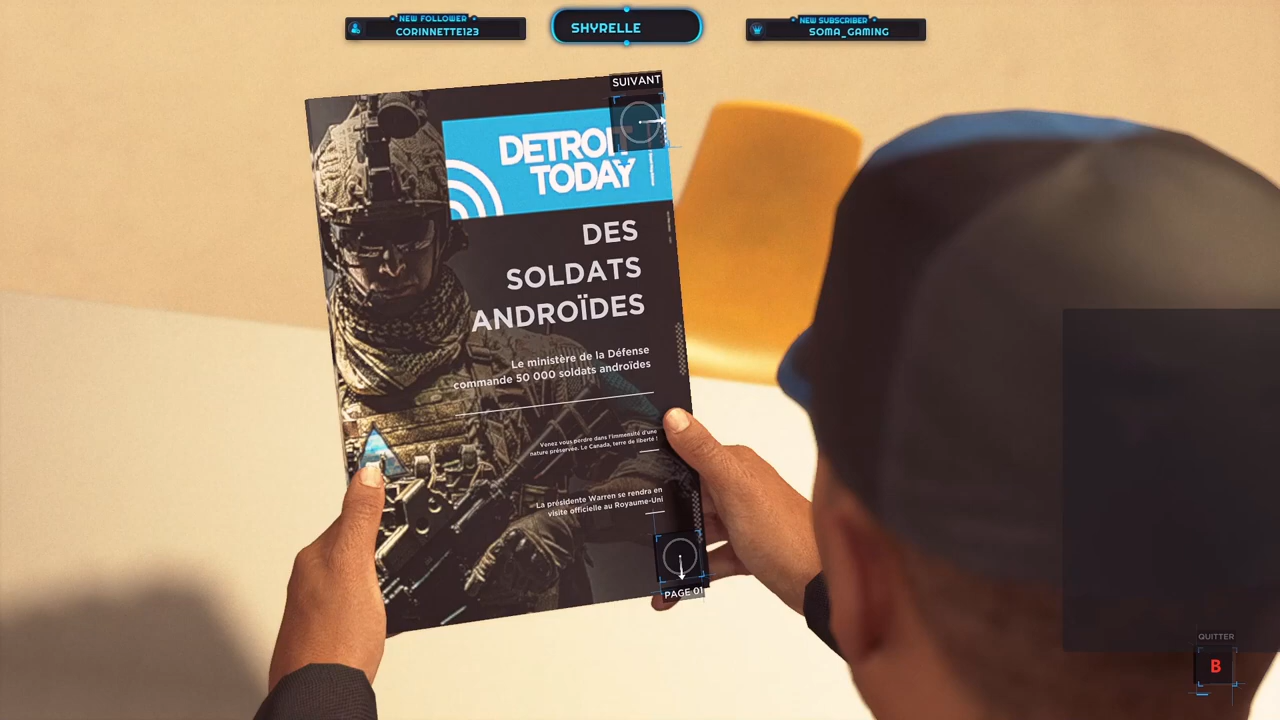 NEW FOLLOWER
CORINNETTE123
SHYRELLE
NEW SUBSCRIBER
SOMA_GAMING
SUIVANT
DETROIT
TODAY
DES
SOLDATS
ANDROÏDES
Le ministère de la Défense
commande 50 000 soldats androïdes
Venez vous perdre dans l'immensité d'une
nature préservée. Le Canada, terre de liberté !
La présidente Warren se rendra en
visite officielle au Royaume-Uni
PAGE 01
QUITTER
B